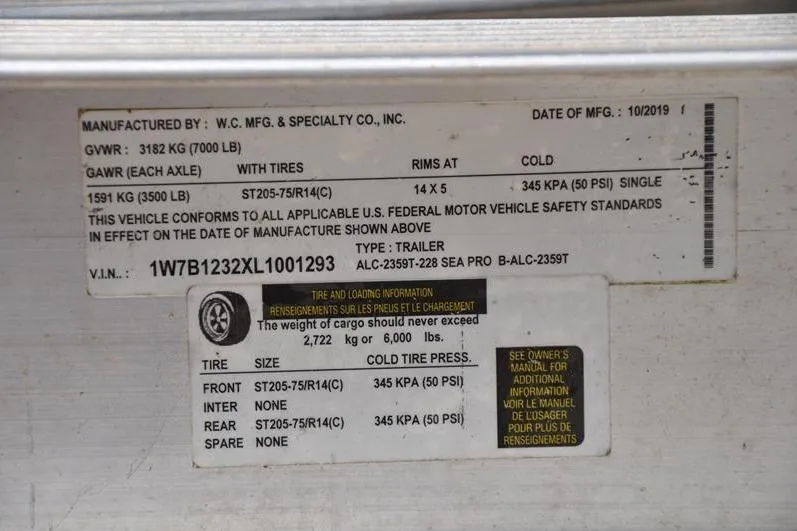 MANUFACTURED BY : W.C. MFG. & SPECIALTY CO., INC. DATE OF MFG. : 10/2019
GVWR : 3182 KG (7000 LB)
GAWR (EACH AXLE) WITH TIRES RIMS AT COLD
1591 KG (3500 LB) ST205-75/R14(C) 14 X 5 345 KPA (50 PSI) SINGLE
THIS VEHICLE CONFORMS TO ALL APPLICABLE U.S. FEDERAL MOTOR VEHICLE SAFETY STANDARDS
IN EFFECT ON THE DATE OF MANUFACTURE SHOWN ABOVE
TYPE : TRAILER
V.I.N.. : 1W7B1232XL1001293 ALC-2359T-228 SEA PRO B-ALC-2359T
TIRE AND LOADING INFORMATION
RENSEIGNEMENTS SUR LES PNEUS ET LE CHARGEMENT
The weight of cargo should never exceed
2,722 kg or 6,000 lbs.
TIRE SIZE COLD TIRE PRESS.
FRONT ST205-75/R14(C) 345 KPA (50 PSI)
INTER NONE
REAR ST205-75/R14(C) 345 KPA (50 PSI)
SPARE NONE
SEE OWNER'S
MANUAL FOR
ADDITIONAL
INFORMATION
VOIR LE MANUEL
DE L'USAGER
POUR PLUS DE
RENSEIGNEMENTS